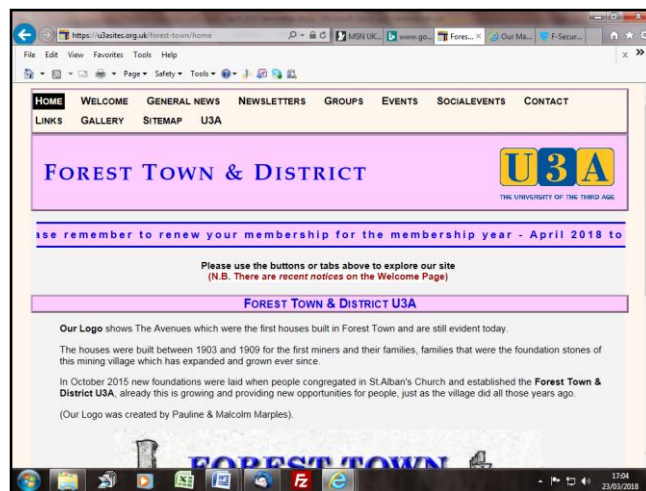 https://u3asites.org.uk/forest-town/home
MSN UK...
www.go...
Fores...
Our Ma...
F-Secur...
File Edit View Favorites Tools Help
Page Safety Tools
HOME WELCOME GENERAL NEWS NEWSLETTERS GROUPS EVENTS SOCIALEVENTS CONTACT
LINKS GALLERY SITEMAP U3A
FOREST TOWN & DISTRICT
U3A
THE UNIVERSITY OF THE THIRD AGE
ase remember to renew your membership for the membership year - April 2018 to
Please use the buttons or tabs above to explore our site
(N.B. There are recent notices on the Welcome Page)
FOREST TOWN & DISTRICT U3A
Our Logo shows The Avenues which were the first houses built in Forest Town and are still evident today.
The houses were built between 1903 and 1909 for the first miners and their families, families that were the foundation stones of
this mining village which has expanded and grown ever since.
In October 2015 new foundations were laid when people congregated in St.Alban's Church and established the Forest Town &
District U3A, already this is growing and providing new opportunities for people, just as the village did all those years ago.
(Our Logo was created by Pauline & Malcolm Marples).
FOREST TOWN
17:04
23/03/2018